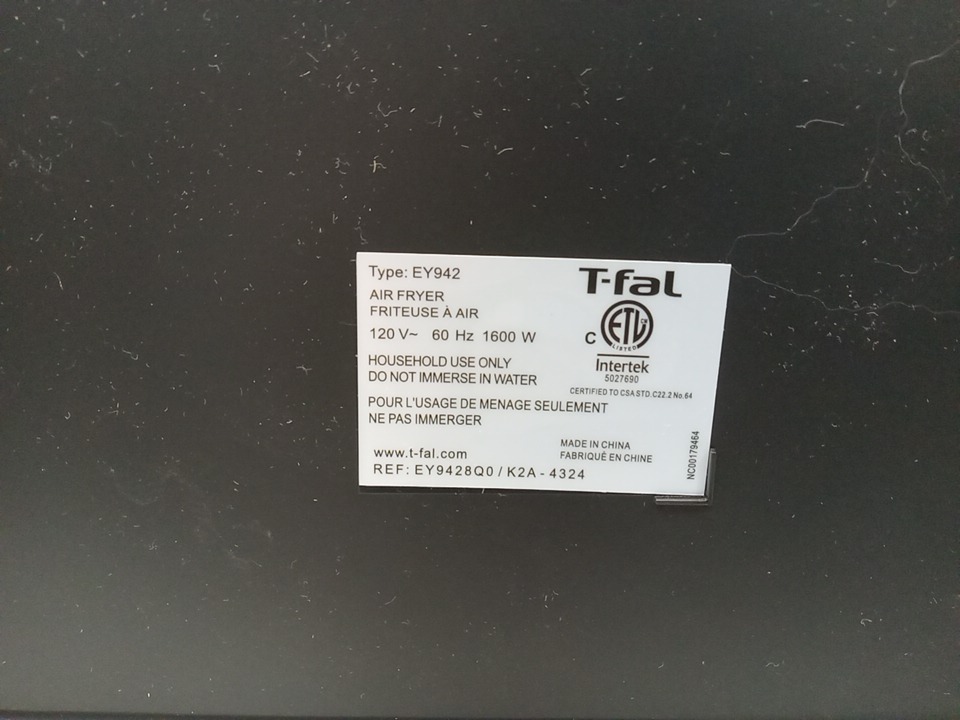 Type: EY942
AIR FRYER
FRITEUSE À AIR
120 V~ 60 Hz 1600 W
HOUSEHOLD USE ONLY
DO NOT IMMERSE IN WATER
POUR L'USAGE DE MENAGE SEULEMENT
NE PAS IMMERGER
www.t-fal.com
REF: EY9428Q0 / K2A - 4324
T-fal
C ETL CM
LISTED
Intertek
5027690
CERTIFIED TO CSA STD. C22.2 No.64
MADE IN CHINA
FABRIQUÉ EN CHINE
NC00179464